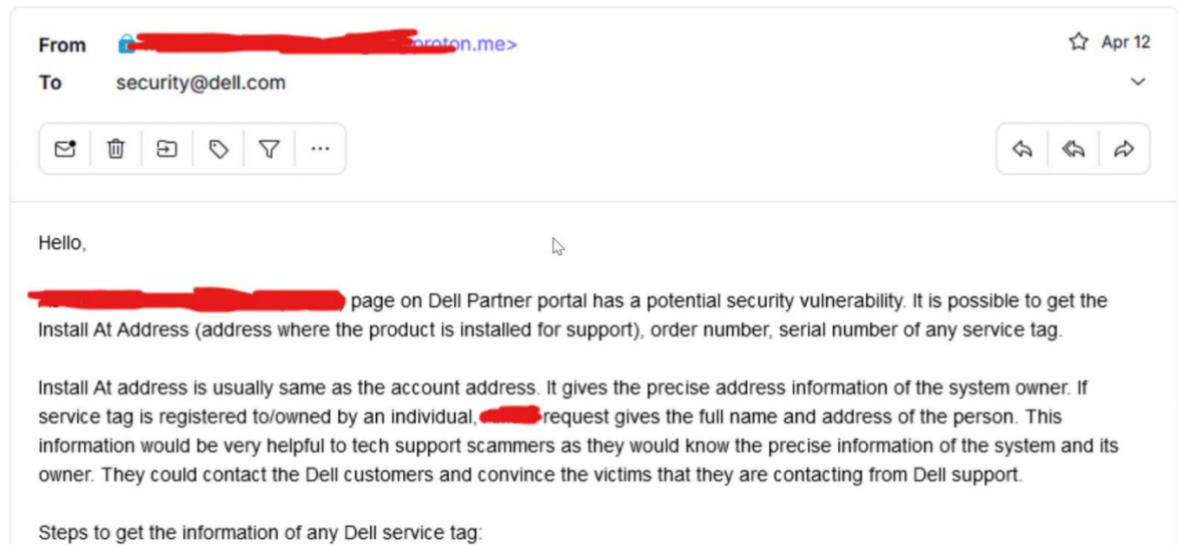 From proton.me>
Apr 12
To security@dell.com
Hello,
page on Dell Partner portal has a potential security vulnerability. It is possible to get the
Install At Address (address where the product is installed for support), order number, serial number of any service tag.
Install At address is usually same as the account address. It gives the precise address information of the system owner. If
service tag is registered to/owned by an individual, request gives the full name and address of the person. This
information would be very helpful to tech support scammers as they would know the precise information of the system and its
owner. They could contact the Dell customers and convince the victims that they are contacting from Dell support.
Steps to get the information of any Dell service tag: